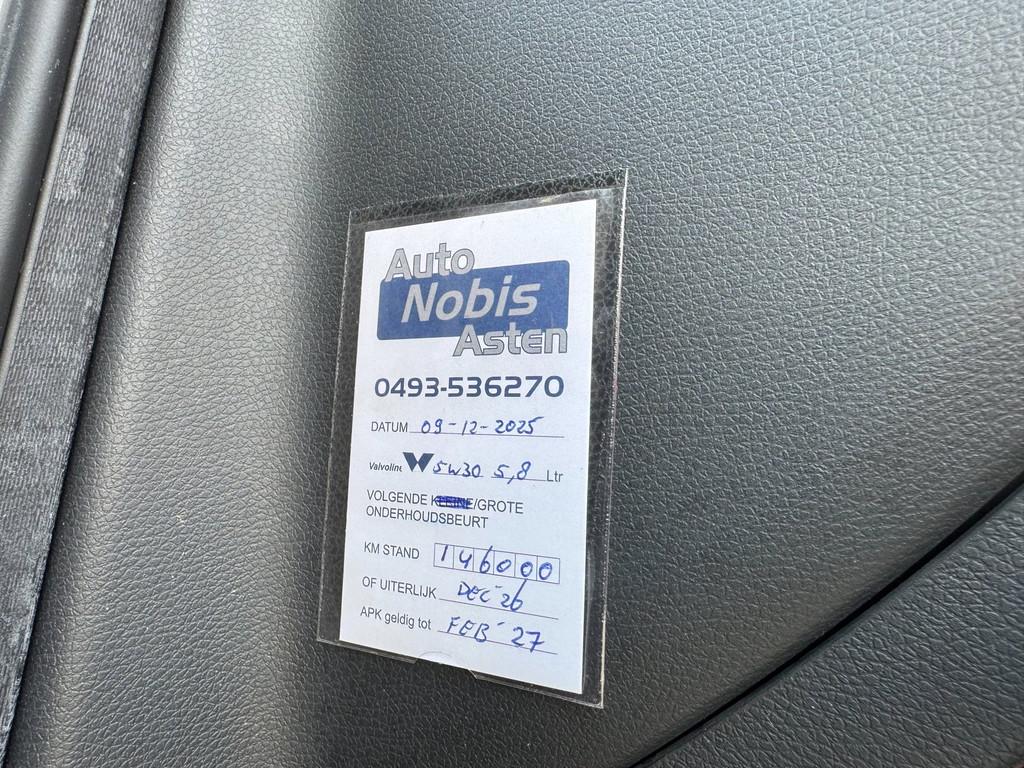 Auto
Nobis
Asten
0493-536270
DATUM 09-12-2025
Valvoline 5W30 5,8 Ltr
VOLGENDE KLEINE/GROTE
ONDERHOUDSBEURT
KM STAND 146000
OF UITERLIJK DEC'26
APK geldig tot FEB'27